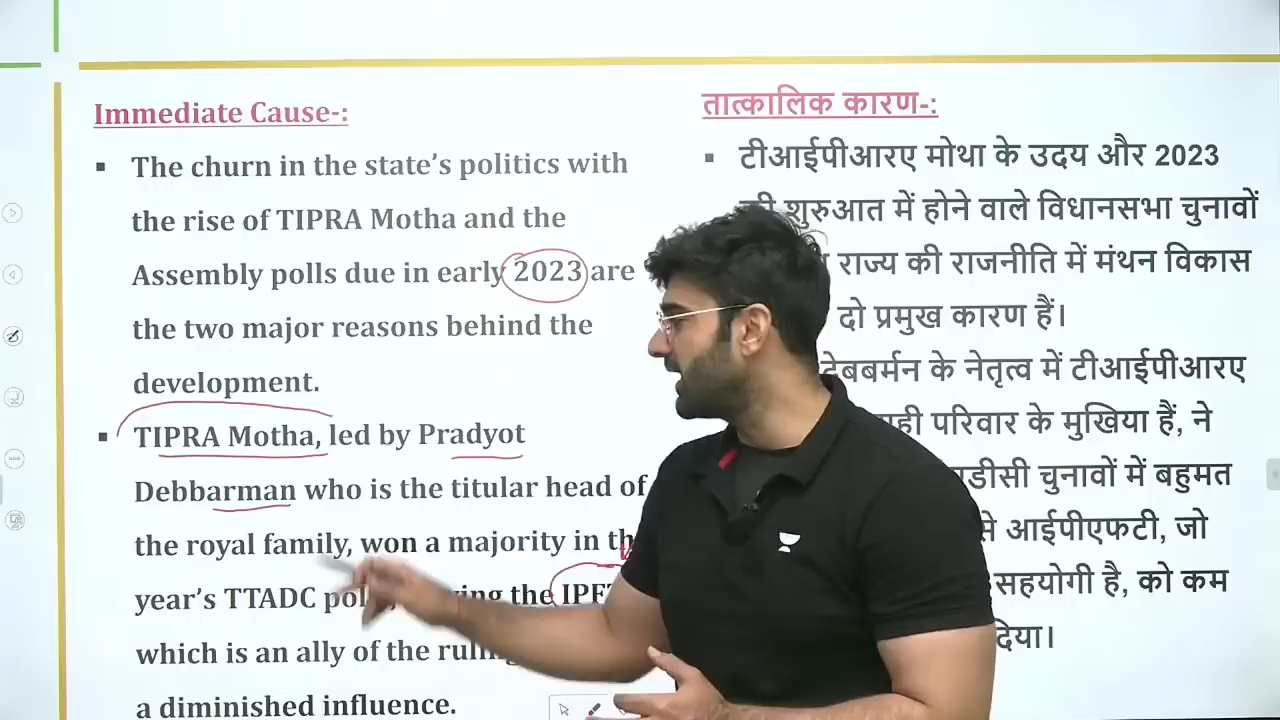 Immediate Cause-:
The churn in the state's politics with
the rise of TIPRA Motha and the
Assembly polls due in early 2023 are
the two major reasons behind the
development.
TIPRA Motha, led by Pradyot
Debbarman who is the titular head of
the royal family, won a majority in
year's TTADC the
which is an ally of the
a diminished influence.
तात्कालिक कारण-:
टीआईपीआरए मोथा के उदय और 2023
शुरुआत में होने वाले विधानसभा चुनावों
राज्य की राजनीति में मंथन विकास
दो प्रमुख कारण हैं।
देबबर्मन के नेतृत्व में टीआईपीआरए
परिवार के मुखिया हैं, ने
चुनावों में बहुमत
आईपीएफटी, जो
सहयोगी है, को कम
दिया।